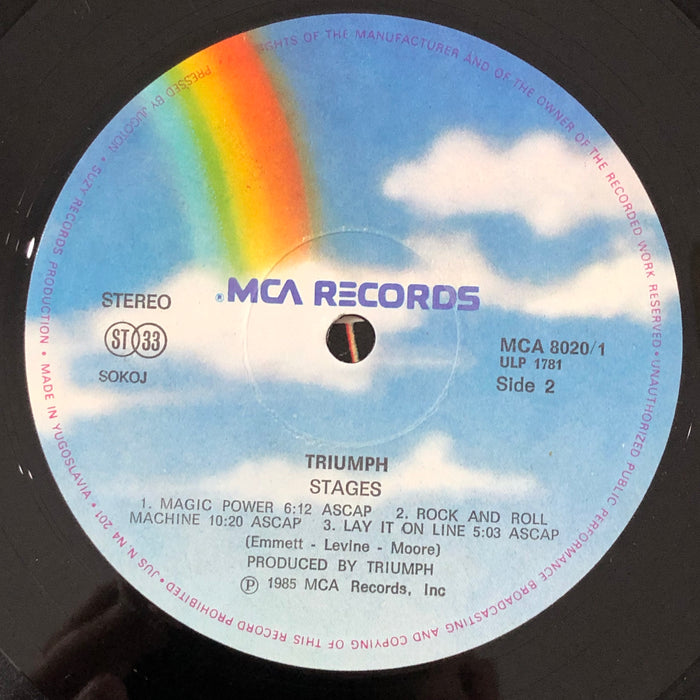 RIGHTS OF THE MANUFACTURER AND OF THE OWNER OF THE RECORDED WORK RESERVED • UNAUTHORIZED PUBLIC PERFORMANCE BROADCASTING AND COPYING OF THIS RECORD PROHIBITED • JUS N N4 201 • MADE IN YUGOSLAVIA • SUZY RECORDS PRODUCTION • PRESSED BY JUGOTON •
® MCA RECORDS
STEREO
ST 33
SOKOJ
MCA 8020/1
ULP 1781
Side 2
TRIUMPH
STAGES
1. MAGIC POWER 6:12 ASCAP 2. ROCK AND ROLL
MACHINE 10:20 ASCAP 3. LAY IT ON LINE 5:03 ASCAP
(Emmett - Levine - Moore)
PRODUCED BY TRIUMPH
Ⓟ 1985 MCA Records, Inc